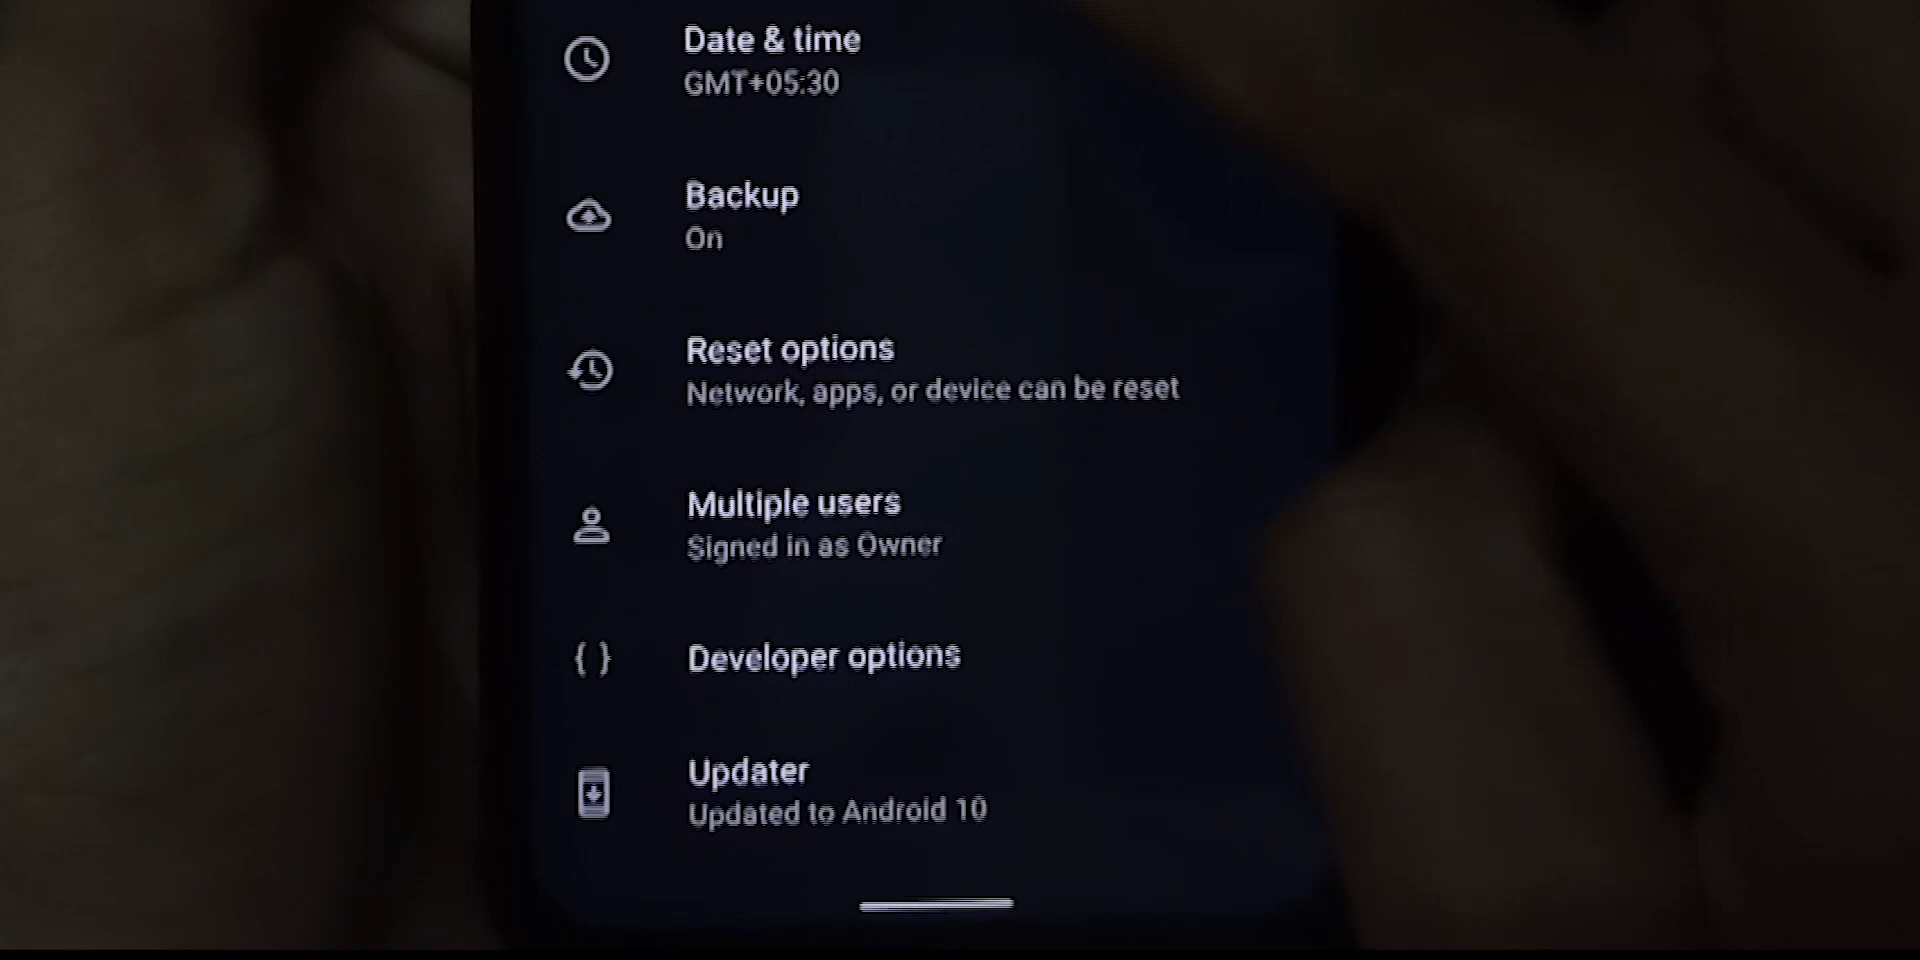 Date & time
GMT+05:30
Backup
On
Reset options
Network, apps, or device can be reset
Multiple users
Signed in as Owner
{ } Developer options
Updater
Updated to Android 10